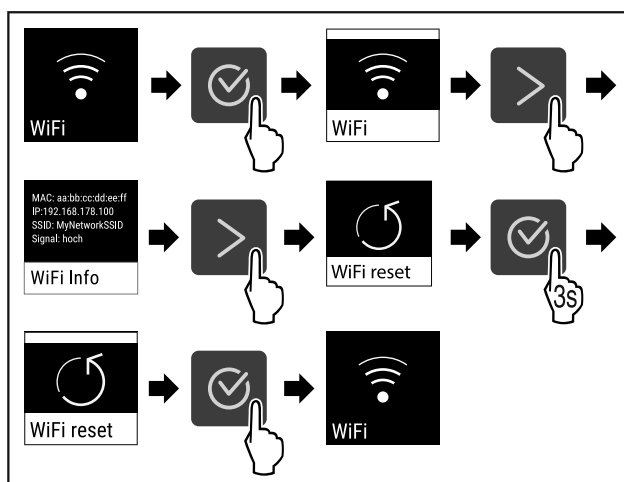 WiFi
WiFi
MAC: aa:bb:cc:dd:ee:ff
IP:192.168.178.100
SSID: MyNetworkSSID
Signal: hoch
WiFi Info
WiFi reset
3s
WiFi reset
WiFi